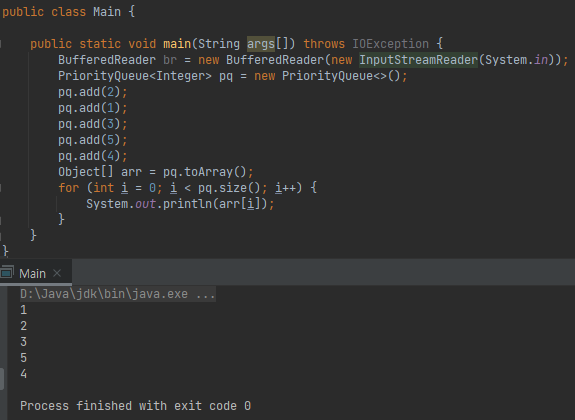 public class Main {
public static void main(String args[]) throws IOException {
BufferedReader br = new BufferedReader(new InputStreamReader(System.in));
PriorityQueue<Integer> pq = new PriorityQueue<>();
pq.add(2);
pq.add(1);
pq.add(3);
pq.add(5);
pq.add(4);
Object[] arr = pq.toArray();
for (int i = 0; i < pq.size(); i++) {
System.out.println(arr[i]);
}
}
}
Main ×
D:\Java\jdk\bin\java.exe ...
1
2
3
5
4
Process finished with exit code 0